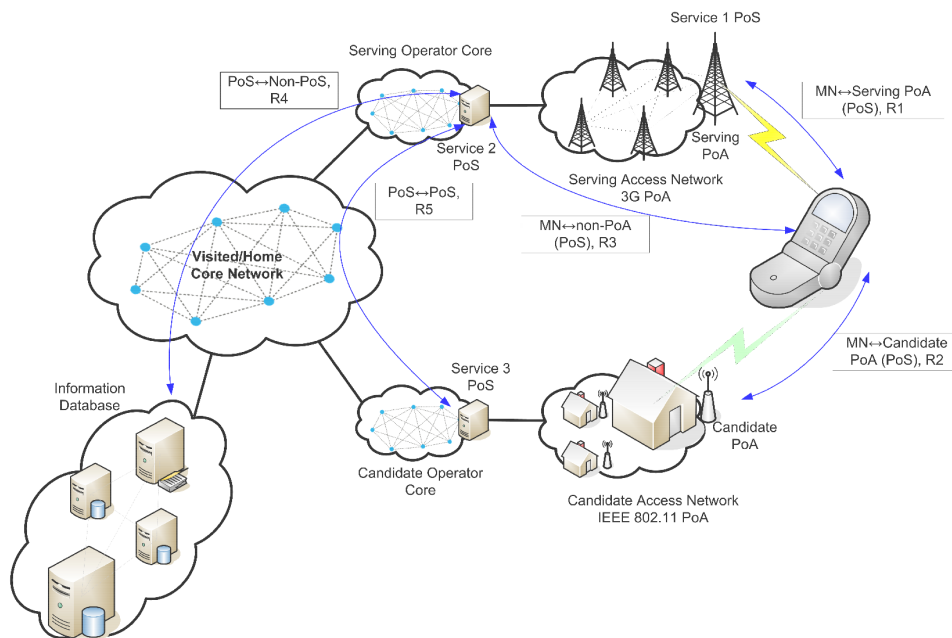 Service 1 PoS
Serving Operator Core
PoS↔Non-PoS,
R4
MN↔Serving PoA
(PoS), R1
Serving
PoA
Service 2
PoS
Serving Access Network
3G PoA
PoS↔PoS,
R5
MN↔non-PoA
(PoS), R3
Visited/Home
Core Network
MN↔Candidate
PoA (PoS), R2
Service 3
PoS
Information
Database
Candidate
PoA
Candidate Operator
Core
Candidate Access Network
IEEE 802.11 PoA